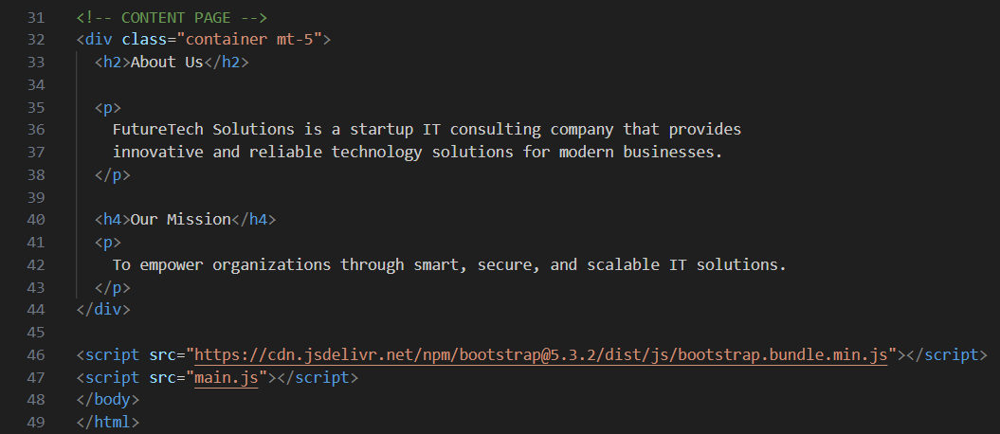 31 <!-- CONTENT PAGE -->
32 <div class="container mt-5">
33   <h2>About Us</h2>
34
35   <p>
36     FutureTech Solutions is a startup IT consulting company that provides
37     innovative and reliable technology solutions for modern businesses.
38   </p>
39
40   <h4>Our Mission</h4>
41   <p>
42     To empower organizations through smart, secure, and scalable IT solutions.
43   </p>
44 </div>
45
46 <script src="https://cdn.jsdelivr.net/npm/bootstrap@5.3.2/dist/js/bootstrap.bundle.min.js"></script>
47 <script src="main.js"></script>
48 </body>
49 </html>